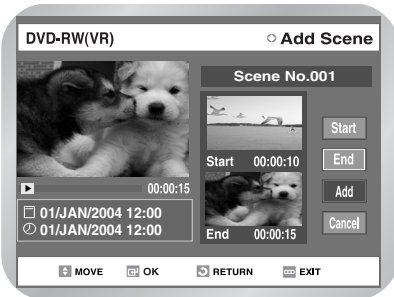 DVD-RW(VR)
Add Scene
Scene No.001
Start 00:00:10
End 00:00:15
Start
End
Add
Cancel
00:00:15
01/JAN/2004 12:00
01/JAN/2004 12:00
MOVE OK RETURN EXIT